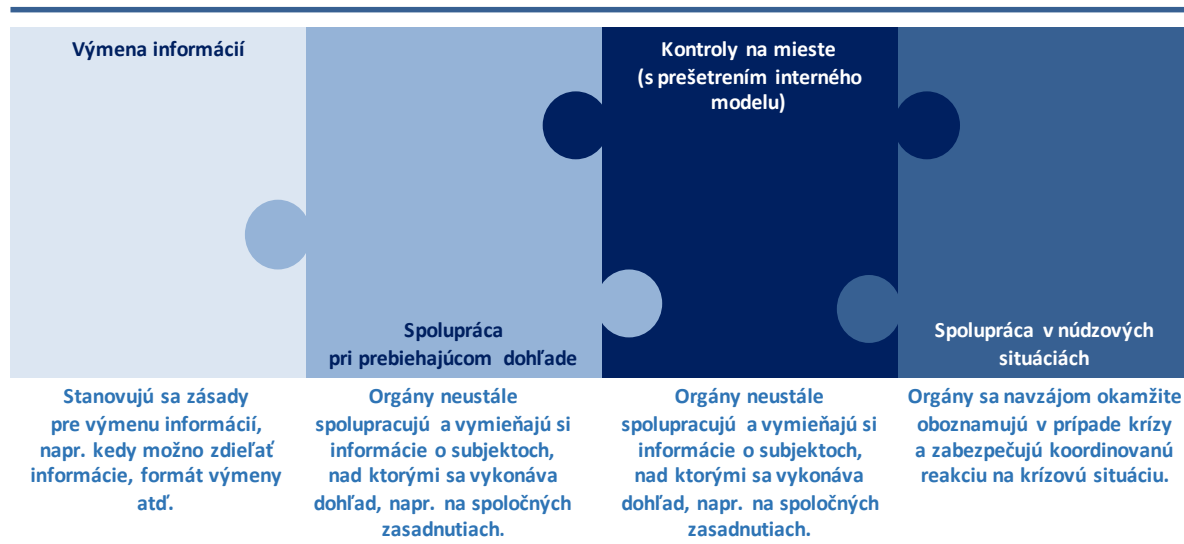 Výmena informácií
Kontroly na mieste
(s prešetrením interného
modelu)
Spolupráca
pri prebiehajúcom dohľade
Spolupráca v núdzových
situáciách
Stanovujú sa zásady
pre výmenu informácií,
napr. kedy možno zdieľať
informácie, formát výmeny
atď.
Orgány neustále
spolupracujú a vymieňajú si
informácie o subjektoch,
nad ktorými sa vykonáva
dohľad, napr. na spoločných
zasadnutiach.
Orgány neustále
spolupracujú a vymieňajú si
informácie o subjektoch,
nad ktorými sa vykonáva
dohľad, napr. na spoločných
zasadnutiach.
Orgány sa navzájom okamžite
oboznamujú v prípade krízy
a zabezpečujú koordinovanú
reakciu na krízovú situáciu.